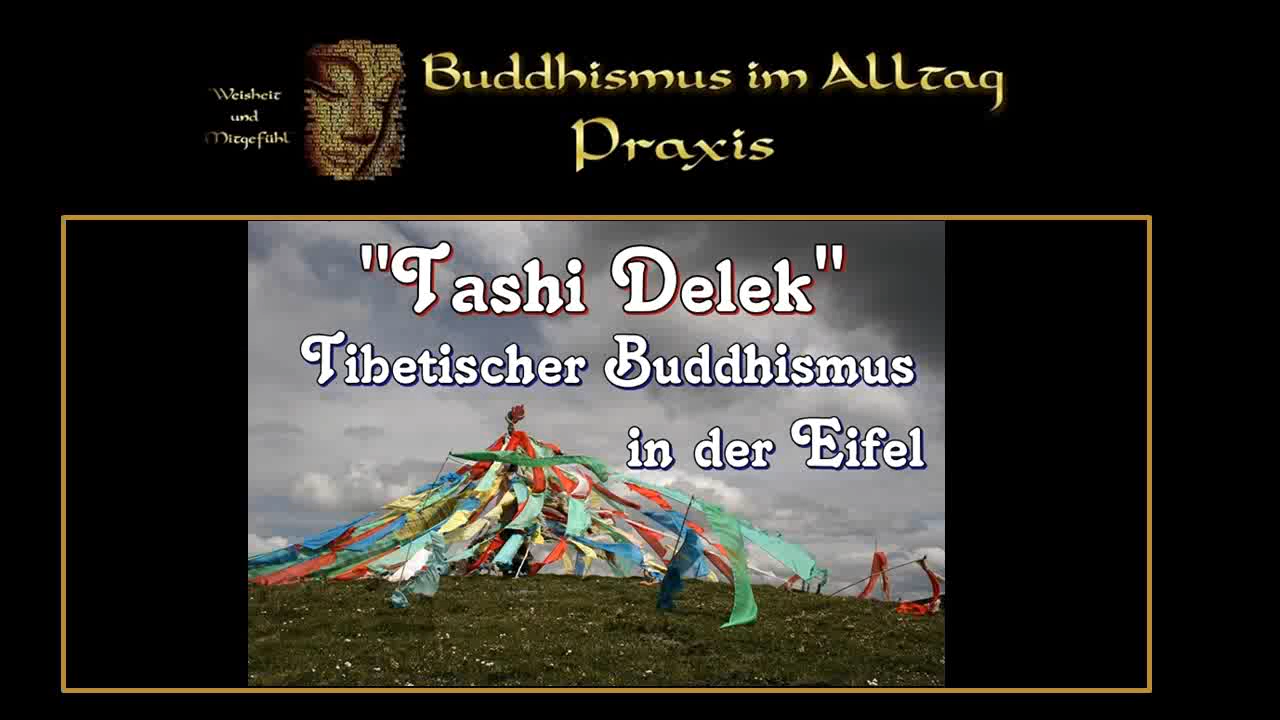 Weisheit
und
Mitgefühl
Buddhismus im Alltag
Praxis
"Tashi Delek"
Tibetischer Buddhismus
in der Eifel